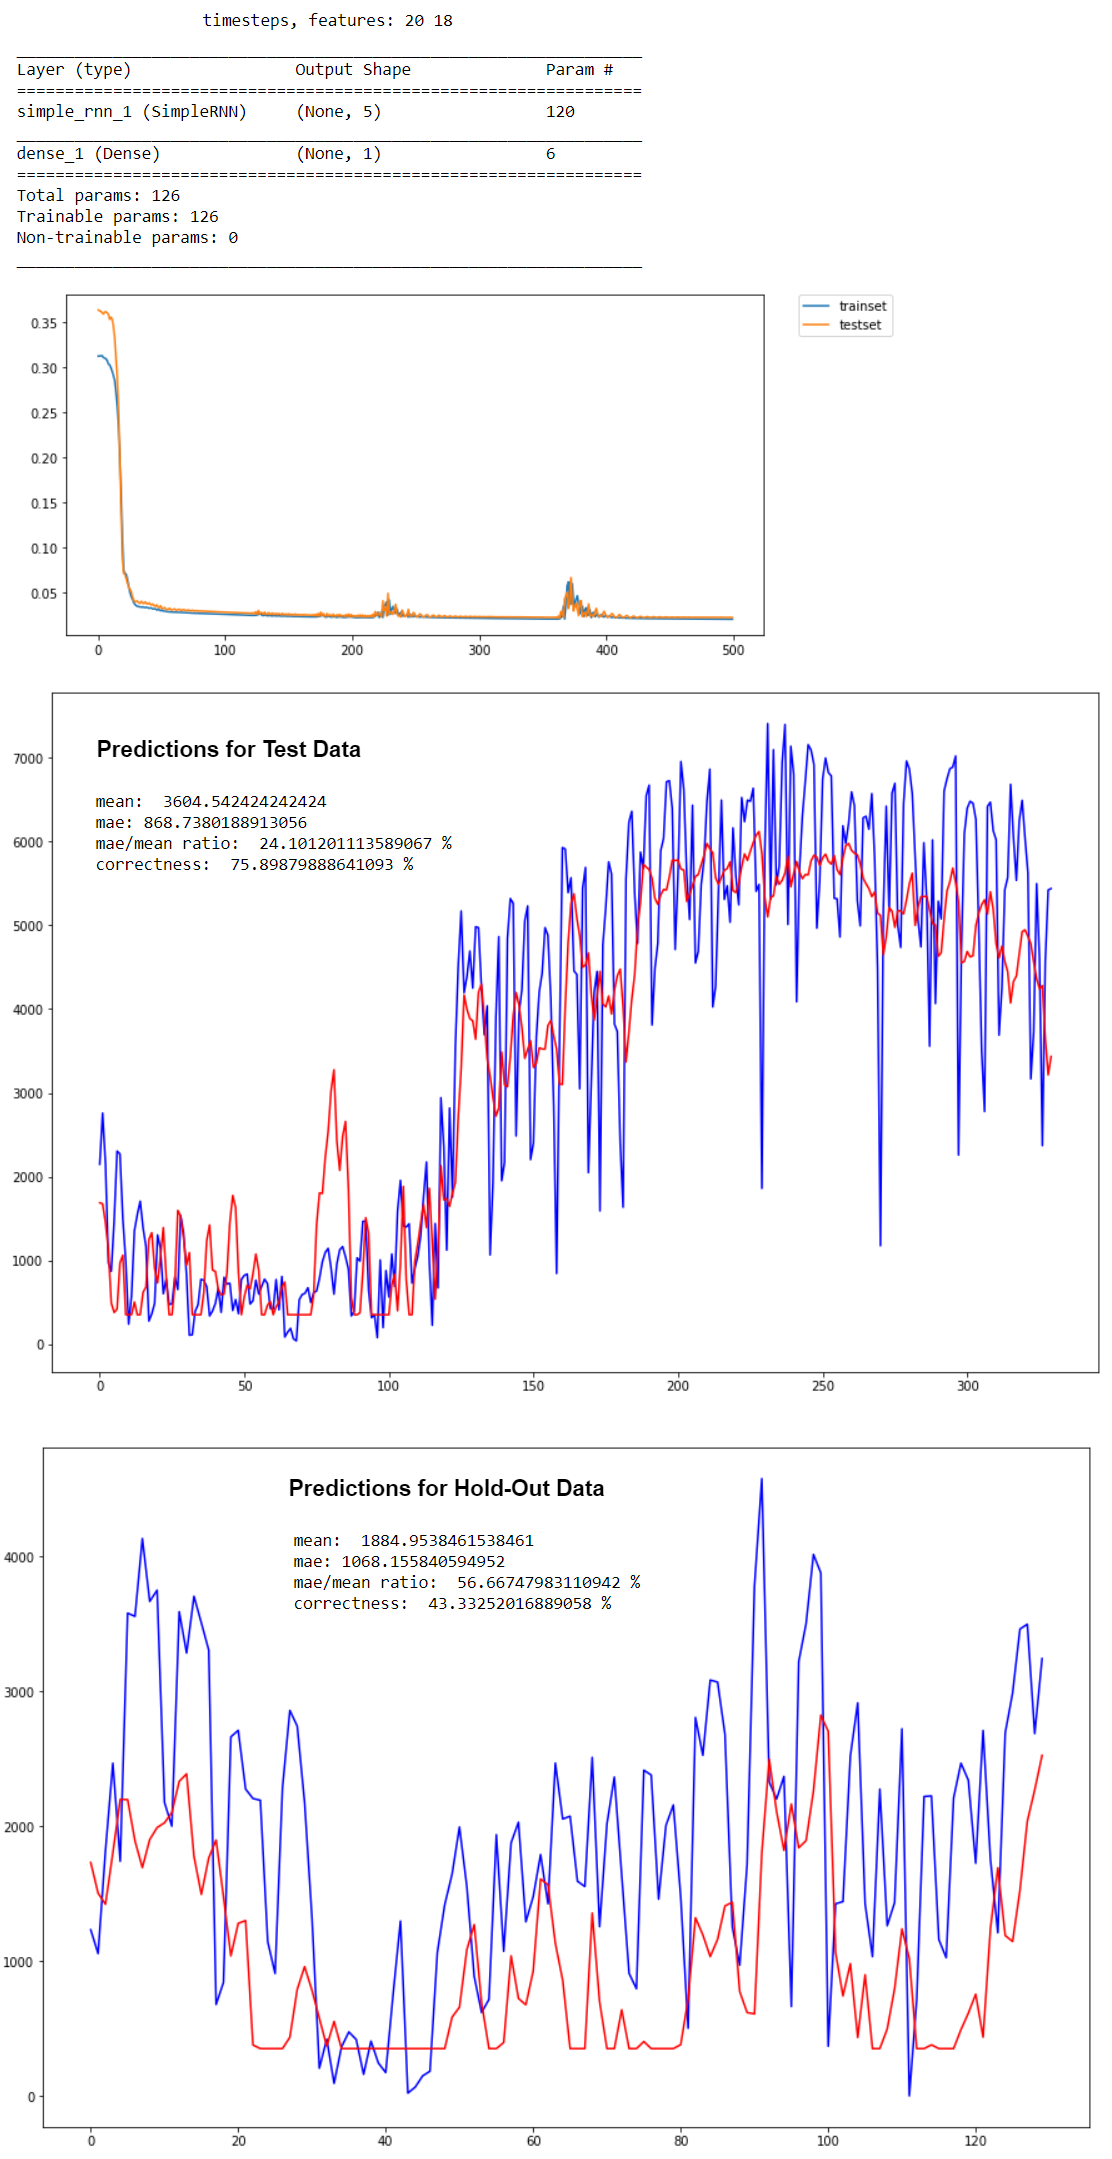 timesteps, features: 20 18
Layer (type) Output Shape Param #
=================================================================
simple_rnn_1 (SimpleRNN) (None, 5) 120
dense_1 (Dense) (None, 1) 6
=================================================================
Total params: 126
Trainable params: 126
Non-trainable params: 0
trainset
testset
0.35
0.30
0.25
0.20
0.15
0.10
0.05
0 100 200 300 400 500
Predictions for Test Data
mean: 3604.542424242424
mae: 868.7380188913056
mae/mean ratio: 24.101201113589067 %
correctness: 75.89879888641093 %
7000
6000
5000
4000
3000
2000
1000
0
0 50 100 150 200 250 300
Predictions for Hold-Out Data
mean: 1884.9538461538461
mae: 1068.155840594952
mae/mean ratio: 56.66747983110942 %
correctness: 43.33252016889058 %
4000
3000
2000
1000
0
0 20 40 60 80 100 120